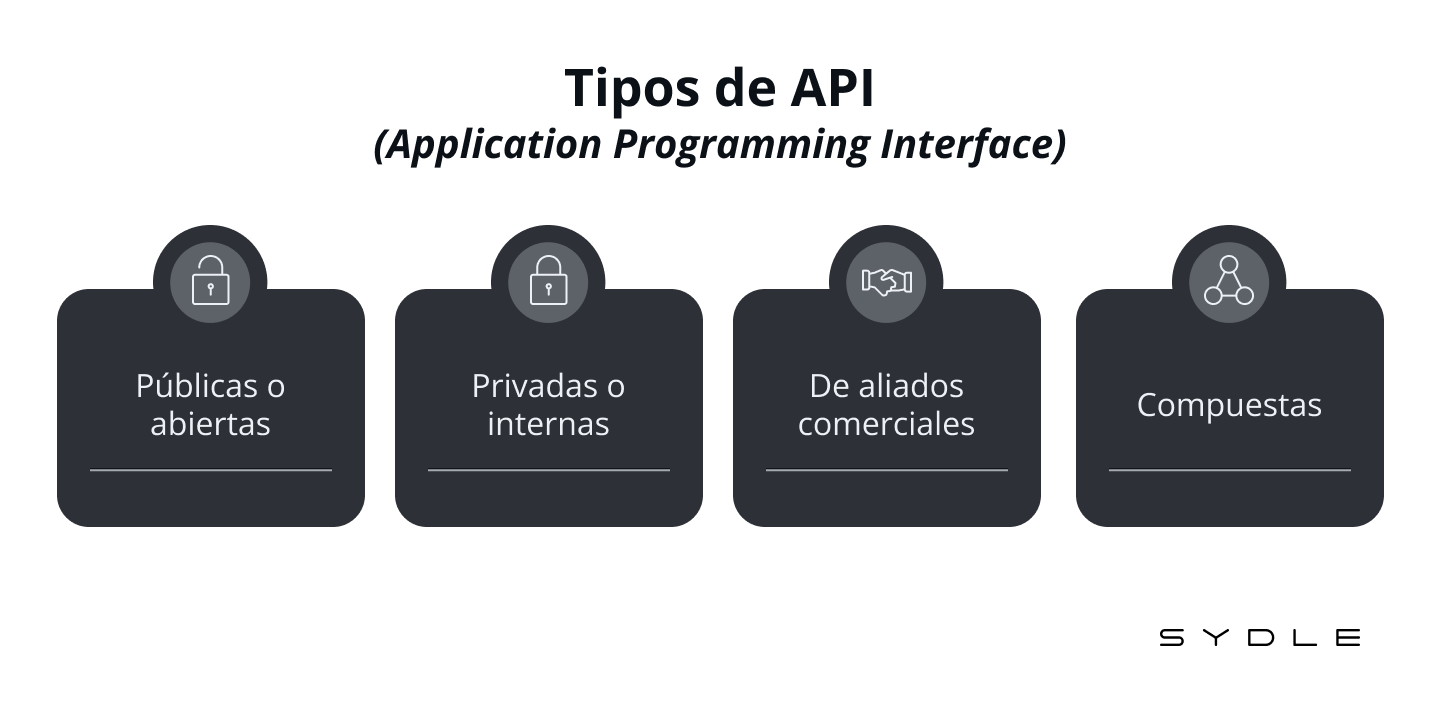 Tipos de API
(Application Programming Interface)
Públicas o
abiertas
Privadas o
internas
De aliados
comerciales
Compuestas
SYDLE